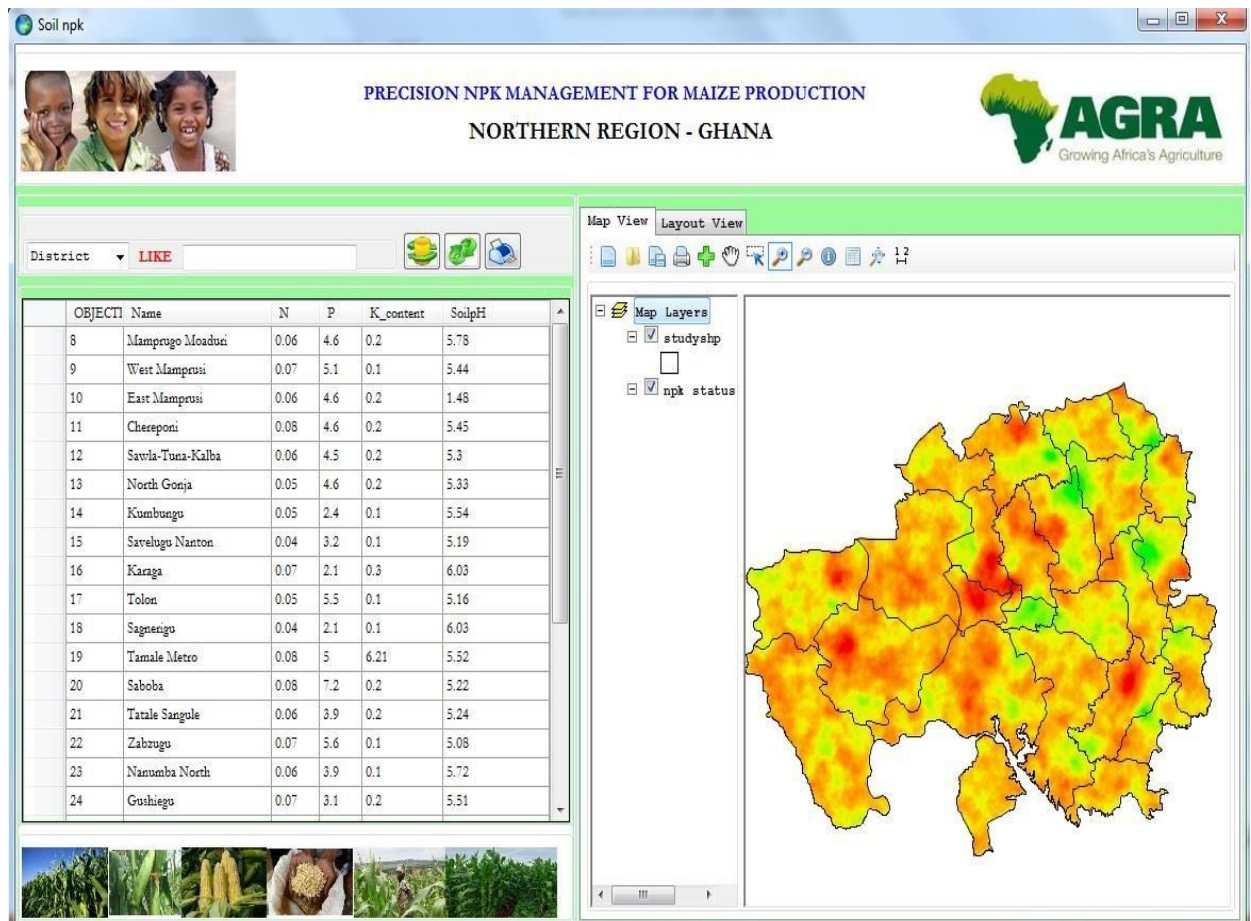 Soil npk
PRECISION NPK MANAGEMENT FOR MAIZE PRODUCTION
NORTHERN REGION - GHANA
AGRA
Growing Africa's Agriculture
District LIKE
OBJECTI Name N P K_content SoilpH
8 Mamprugo Moaduri 0.06 4.6 0.2 5.78
9 West Mamprusi 0.07 5.1 0.1 5.44
10 East Mamprusi 0.06 4.6 0.2 1.48
11 Chereponi 0.08 4.6 0.2 5.45
12 Sawla-Tuna-Kalba 0.06 4.5 0.2 5.3
13 North Gonja 0.05 4.6 0.2 5.33
14 Kumbungu 0.05 2.4 0.1 5.54
15 Savelugu Nanton 0.04 3.2 0.1 5.19
16 Karaga 0.07 2.1 0.3 6.03
17 Tolon 0.05 5.5 0.1 5.16
18 Sagnerigu 0.04 2.1 0.1 6.03
19 Tamale Metro 0.08 5 6.21 5.52
20 Saboba 0.08 7.2 0.2 5.22
21 Tatale Sangule 0.06 3.9 0.2 5.24
22 Zabzugu 0.07 5.6 0.1 5.08
23 Nanumba North 0.06 3.9 0.1 5.72
24 Gushiegu 0.07 3.1 0.2 5.51
Map View Layout View
1 2
Map Layers
studyshp
npk status